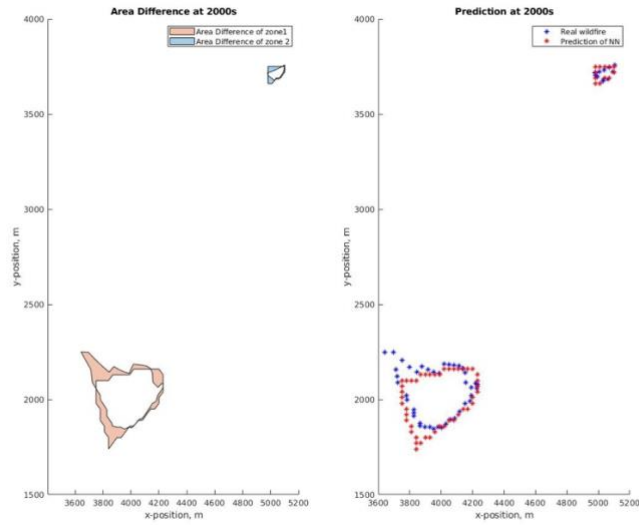 Area Difference at 2000s
Area Difference of zone1
Area Difference of zone 2
4000
3500
3000
2500
2000
1500
y-position, m
3600 3800 4000 4200 4400 4600 4800 5000 5200
x-position, m
Prediction at 2000s
Real wildfire
Prediction of NN
4000
3500
3000
2500
2000
1500
y-position, m
3600 3800 4000 4200 4400 4600 4800 5000 5200
x-position, m